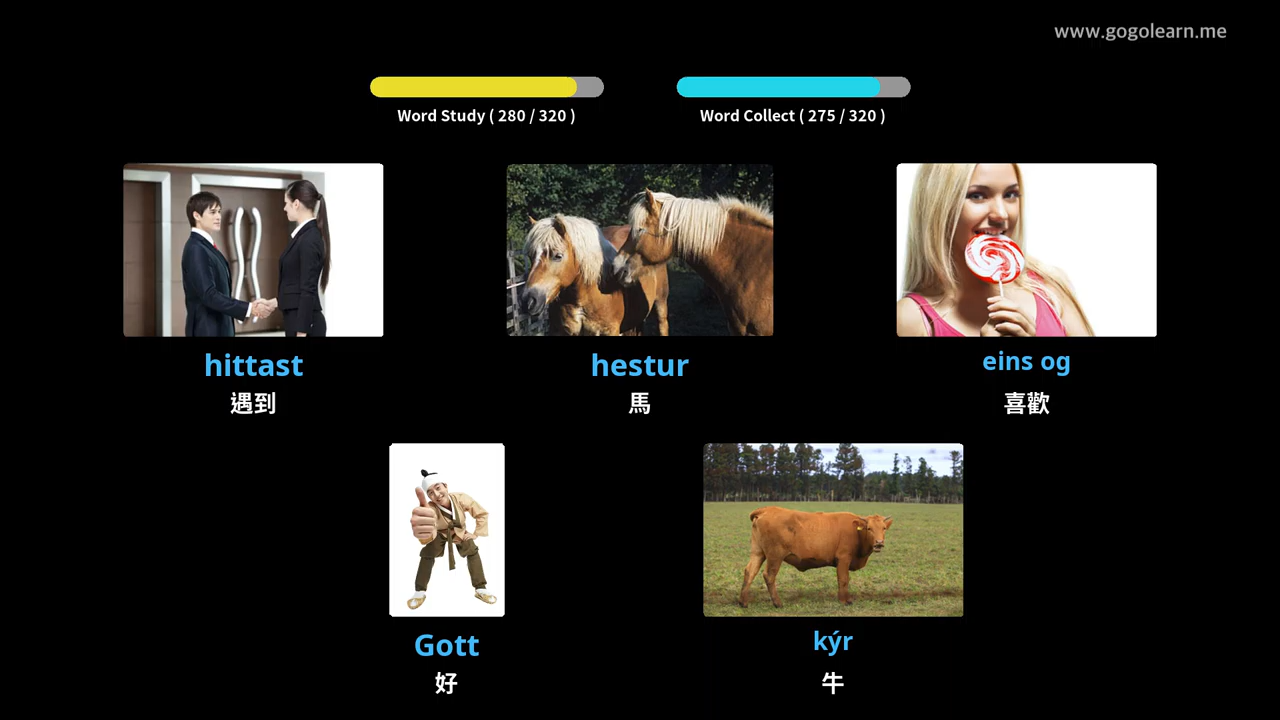 www.gogolearn.me
Word Study ( 280 / 320 )
Word Collect ( 275 / 320 )
hittast
遇到
hestur
馬
eins og
喜歡
Gott
好
kýr
牛